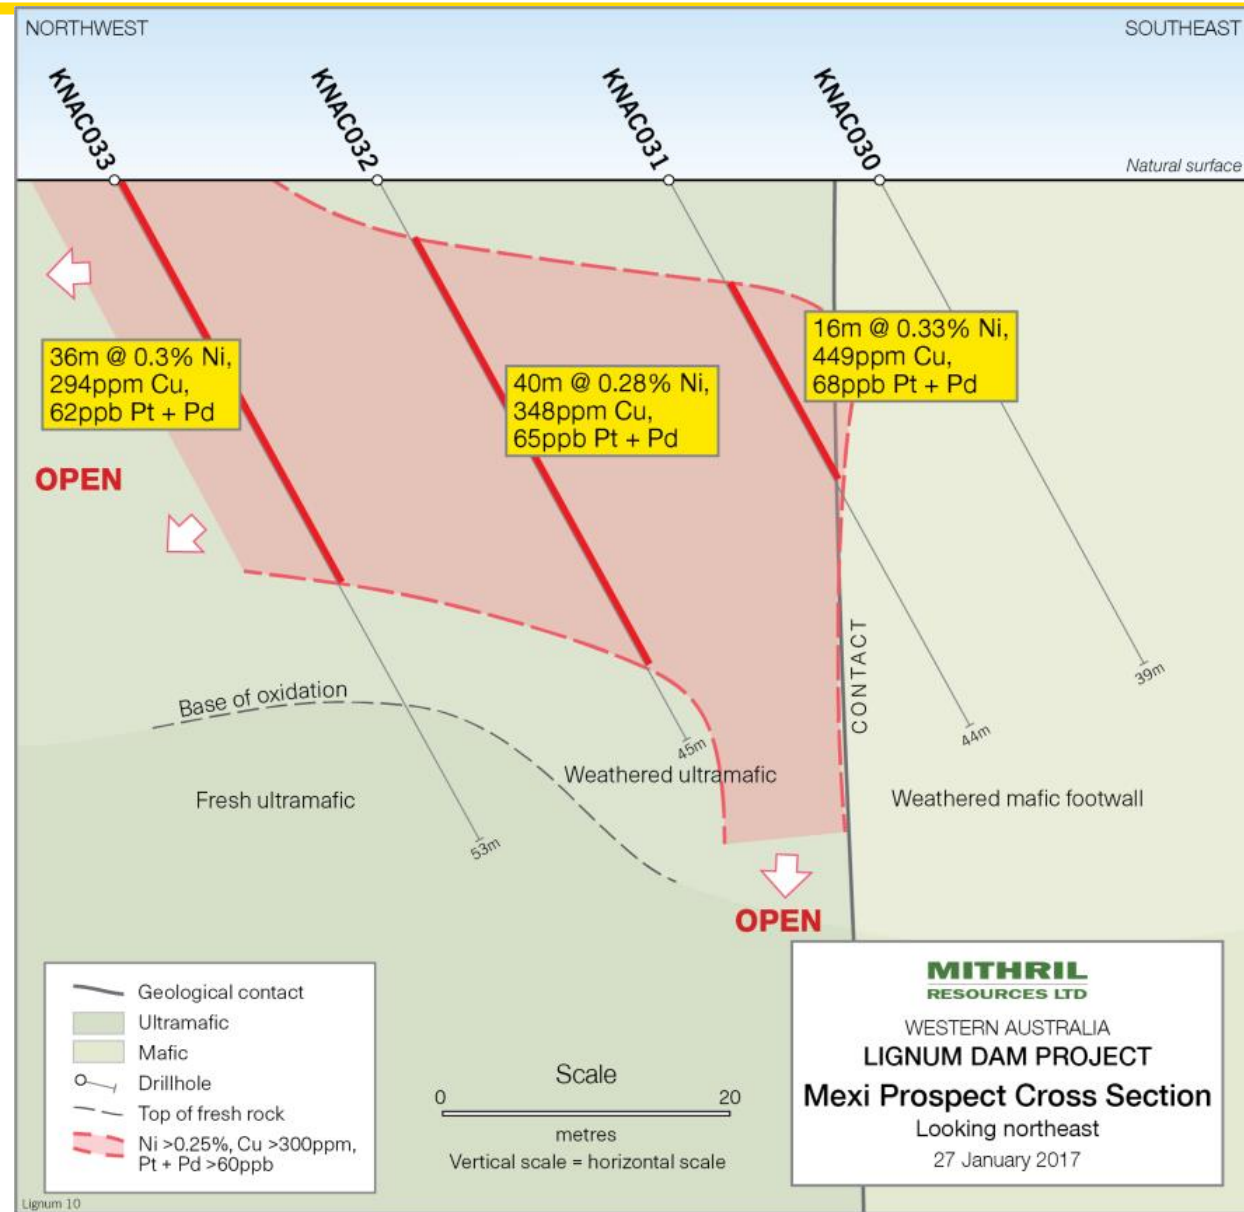 NORTHWEST
SOUTHEAST
KNAC033
KNAC032
KNAC031
KNAC030
Natural surface
36m @ 0.3% Ni,
294ppm Cu,
62ppb Pt + Pd
40m @ 0.28% Ni,
348ppm Cu,
65ppb Pt + Pd
16m @ 0.33% Ni,
449ppm Cu,
68ppb Pt + Pd
OPEN
CONTACT
39m
44m
45m
53m
Base of oxidation
Weathered ultramafic
Fresh ultramafic
Weathered mafic footwall
OPEN
Geological contact
Ultramafic
Mafic
Drillhole
Top of fresh rock
Ni >0.25%, Cu >300ppm,
Pt + Pd >60ppb
Scale
0 20
metres
Vertical scale = horizontal scale
MITHRIL
RESOURCES LTD
WESTERN AUSTRALIA
LIGNUM DAM PROJECT
Mexi Prospect Cross Section
Looking northeast
27 January 2017
Lignum 10